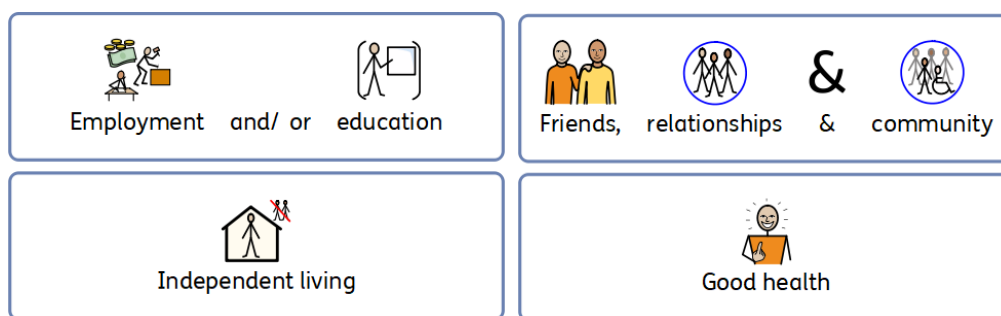 Employment and/ or education
Friends, relationships & community
Independent living
Good health